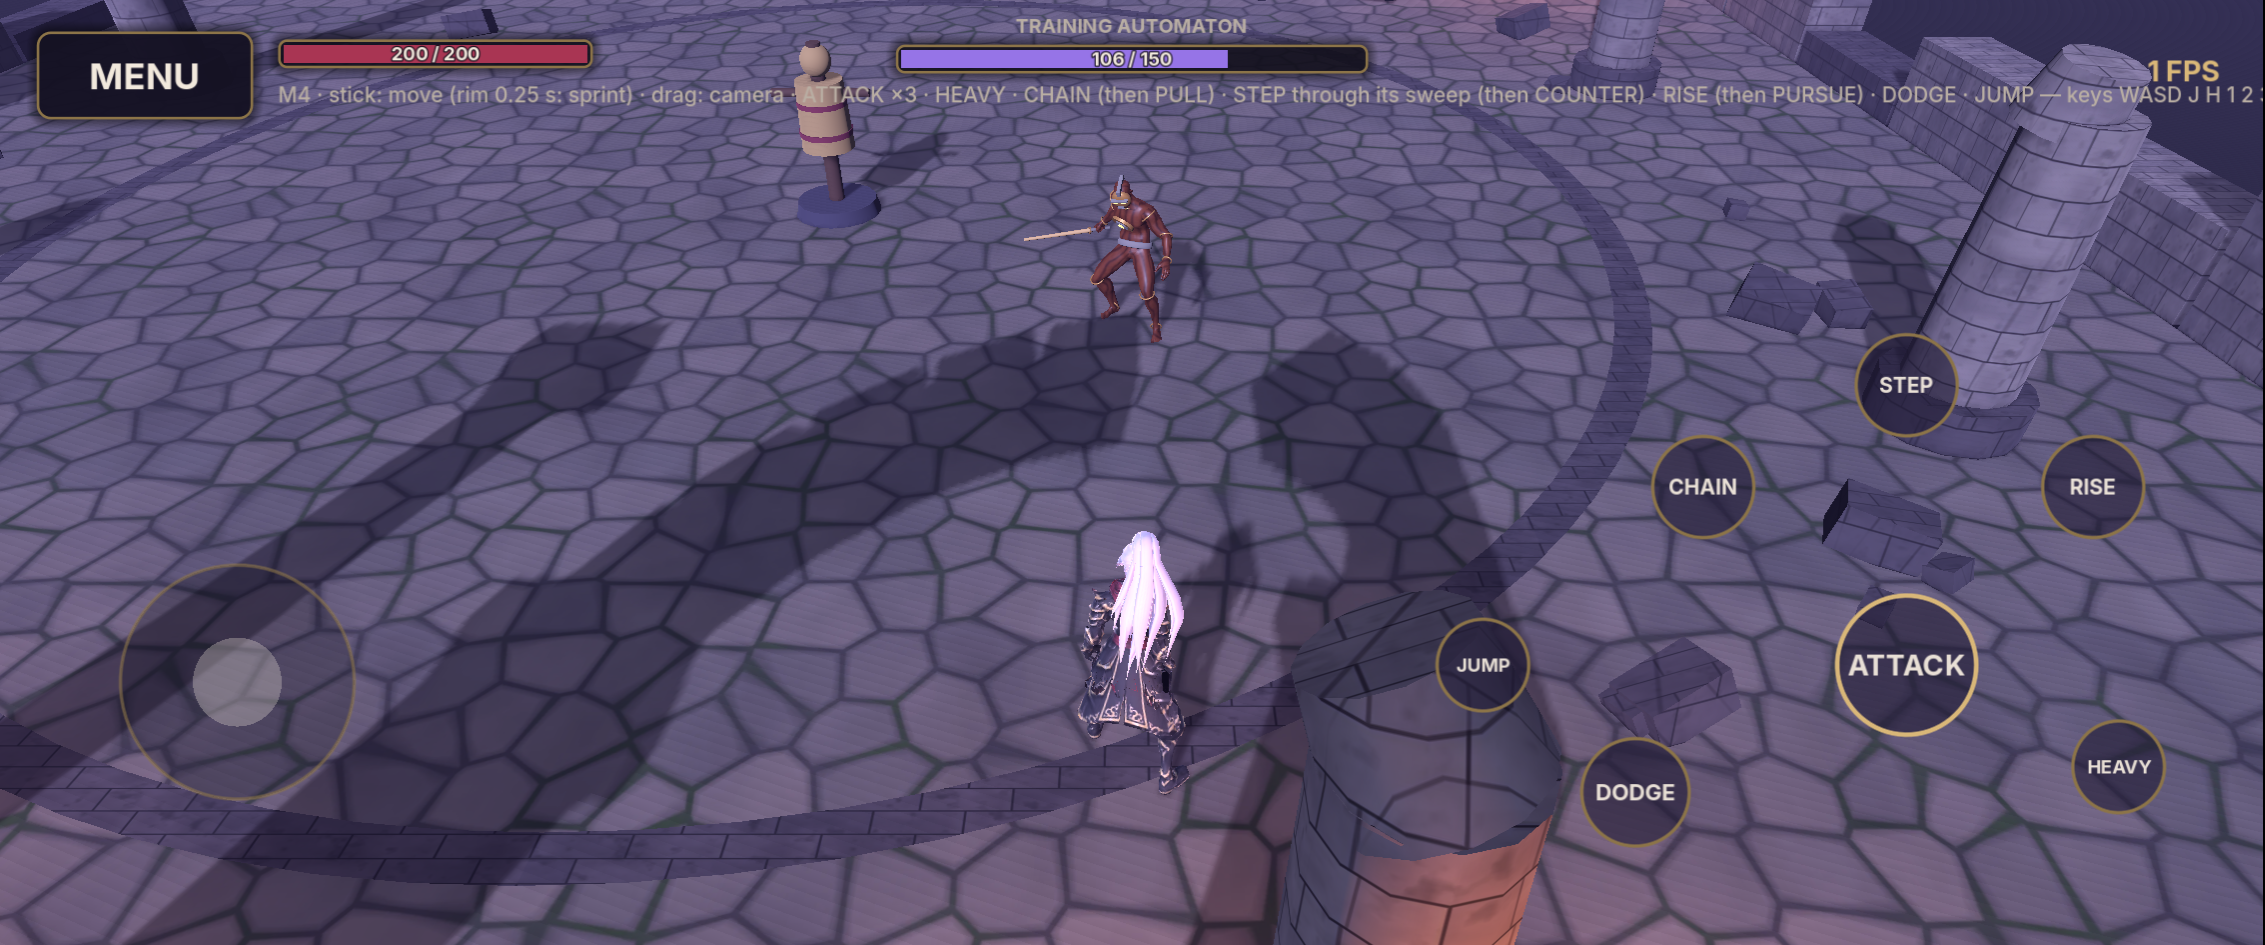 TRAINING AUTOMATON
MENU
200 / 200
106 / 150
1 FPS
M4 · stick: move (rim 0.25 s: sprint) · drag: camera · ATTACK ×3 · HEAVY · CHAIN (then PULL) · STEP through its sweep (then COUNTER) · RISE (then PURSUE) · DODGE · JUMP — keys WASD J H 1 2
STEP
CHAIN
RISE
JUMP
ATTACK
HEAVY
DODGE